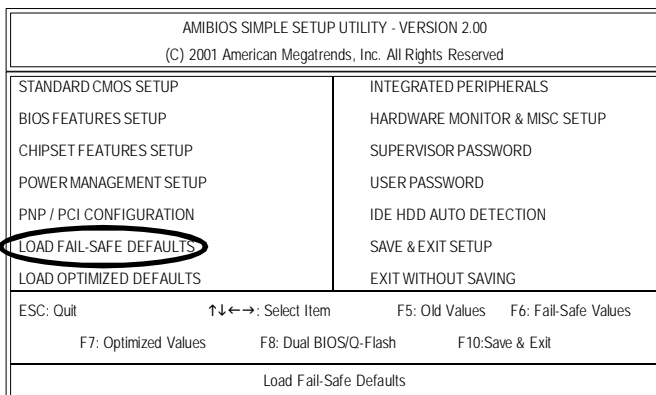 AMIBIOS SIMPLE SETUP UTILITY - VERSION 2.00
(C) 2001 American Megatrends, Inc. All Rights Reserved
STANDARD CMOS SETUP
BIOS FEATURES SETUP
CHIPSET FEATURES SETUP
POWER MANAGEMENT SETUP
PNP / PCI CONFIGURATION
LOAD FAIL-SAFE DEFAULTS
LOAD OPTIMIZED DEFAULTS
INTEGRATED PERIPHERALS
HARDWARE MONITOR & MISC SETUP
SUPERVISOR PASSWORD
USER PASSWORD
IDE HDD AUTO DETECTION
SAVE & EXIT SETUP
EXIT WITHOUT SAVING
ESC: Quit ↑↓←→: Select Item F5: Old Values F6: Fail-Safe Values
F7: Optimized Values F8: Dual BIOS/Q-Flash F10:Save & Exit
Load Fail-Safe Defaults